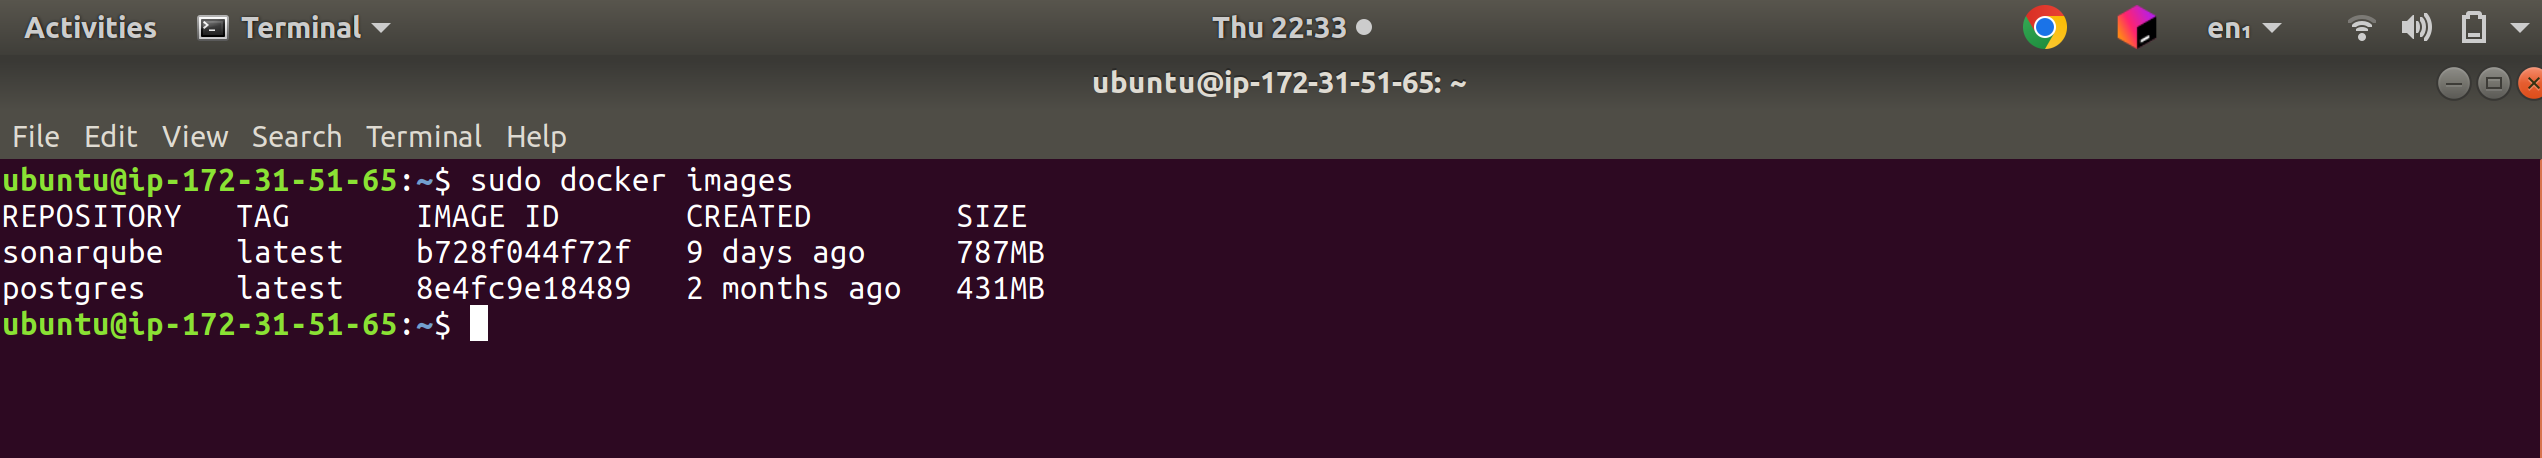 Activities Terminal Thu 22:33 en₁
ubuntu@ip-172-31-51-65: ~
File Edit View Search Terminal Help
ubuntu@ip-172-31-51-65:~$ sudo docker images
REPOSITORY TAG IMAGE ID CREATED SIZE
sonarqube latest b728f044f72f 9 days ago 787MB
postgres latest 8e4fc9e18489 2 months ago 431MB
ubuntu@ip-172-31-51-65:~$